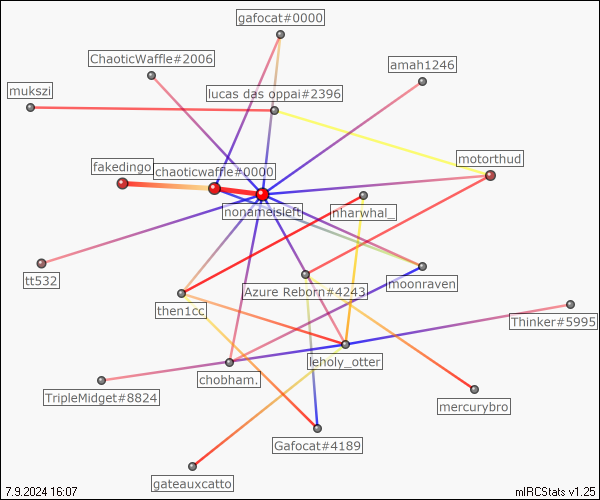 gafocat#0000
ChaoticWaffle#2006
amah1246
mukszi
lucas das oppai#2396
motorthud
fakedingo
chaoticwaffle#0000
nonameisleft
nharwhal_
tt532
moonraven
Azure Reborn#4243
then1cc
Thinker#5995
leholy_otter
chobham.
TripleMidget#8824
mercurybro
Gafocat#4189
gateauxcatto
7.9.2024 16:07
mIRCStats v1.25